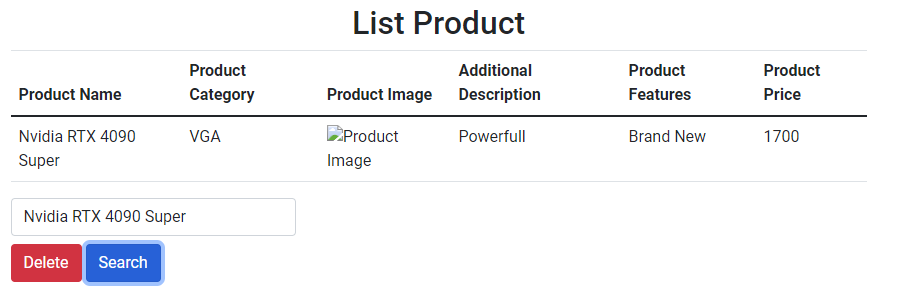 List Product
Product Name Product Category Product Image Additional Description Product Features Product Price
Nvidia RTX 4090 Super VGA Product Image Powerfull Brand New 1700
Nvidia RTX 4090 Super
Delete Search